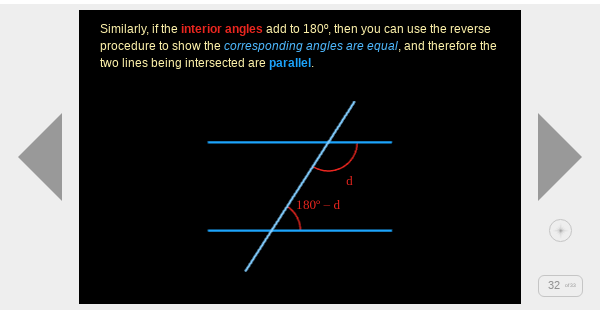 Similarly, if the interior angles add to 180º, then you can use the reverse
procedure to show the corresponding angles are equal, and therefore the
two lines being intersected are parallel.
d
180º – d
32